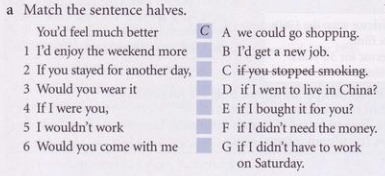 a Match the sentence halves.
You'd feel much better C A we could go shopping.
1 I'd enjoy the weekend more B I'd get a new job.
2 If you stayed for another day, C if you stopped smoking.
3 Would you wear it D if I went to live in China?
4 If I were you, E if I bought it for you?
5 I wouldn't work F if I didn't need the money.
6 Would you come with me G if I didn't have to work
on Saturday.